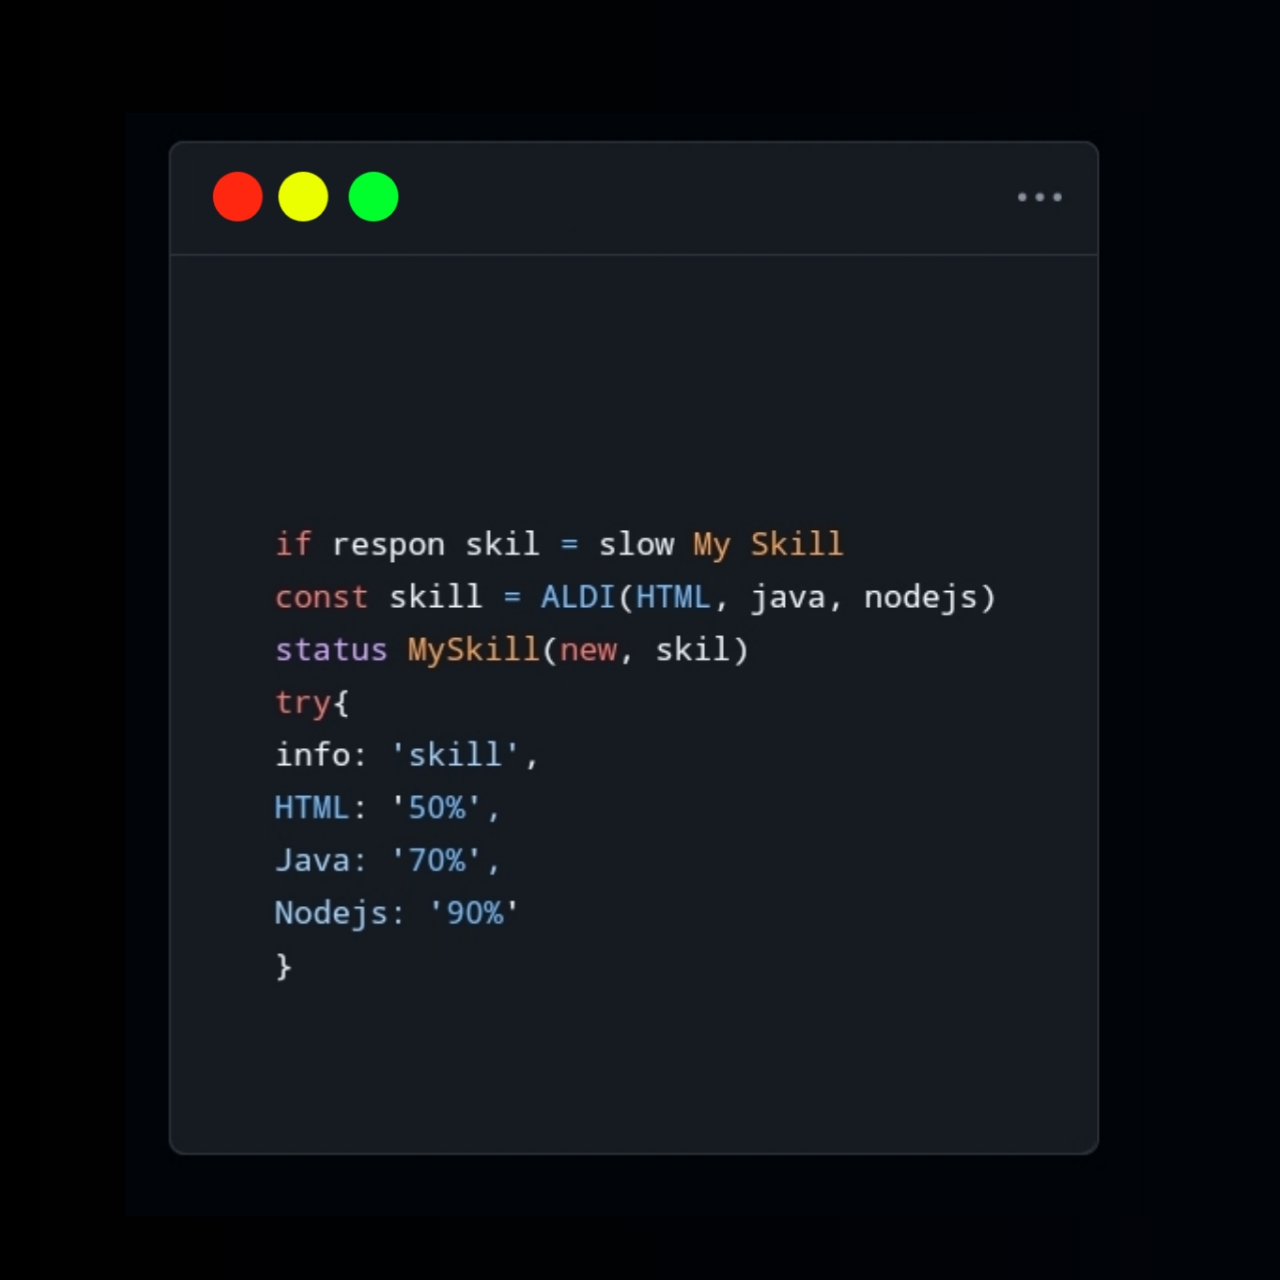 if respon skil = slow My Skill
const skill = ALDI(HTML, java, nodejs)
status MySkill(new, skil)
try{
info: 'skill',
HTML: '50%',
Java: '70%',
Nodejs: '90%'
}